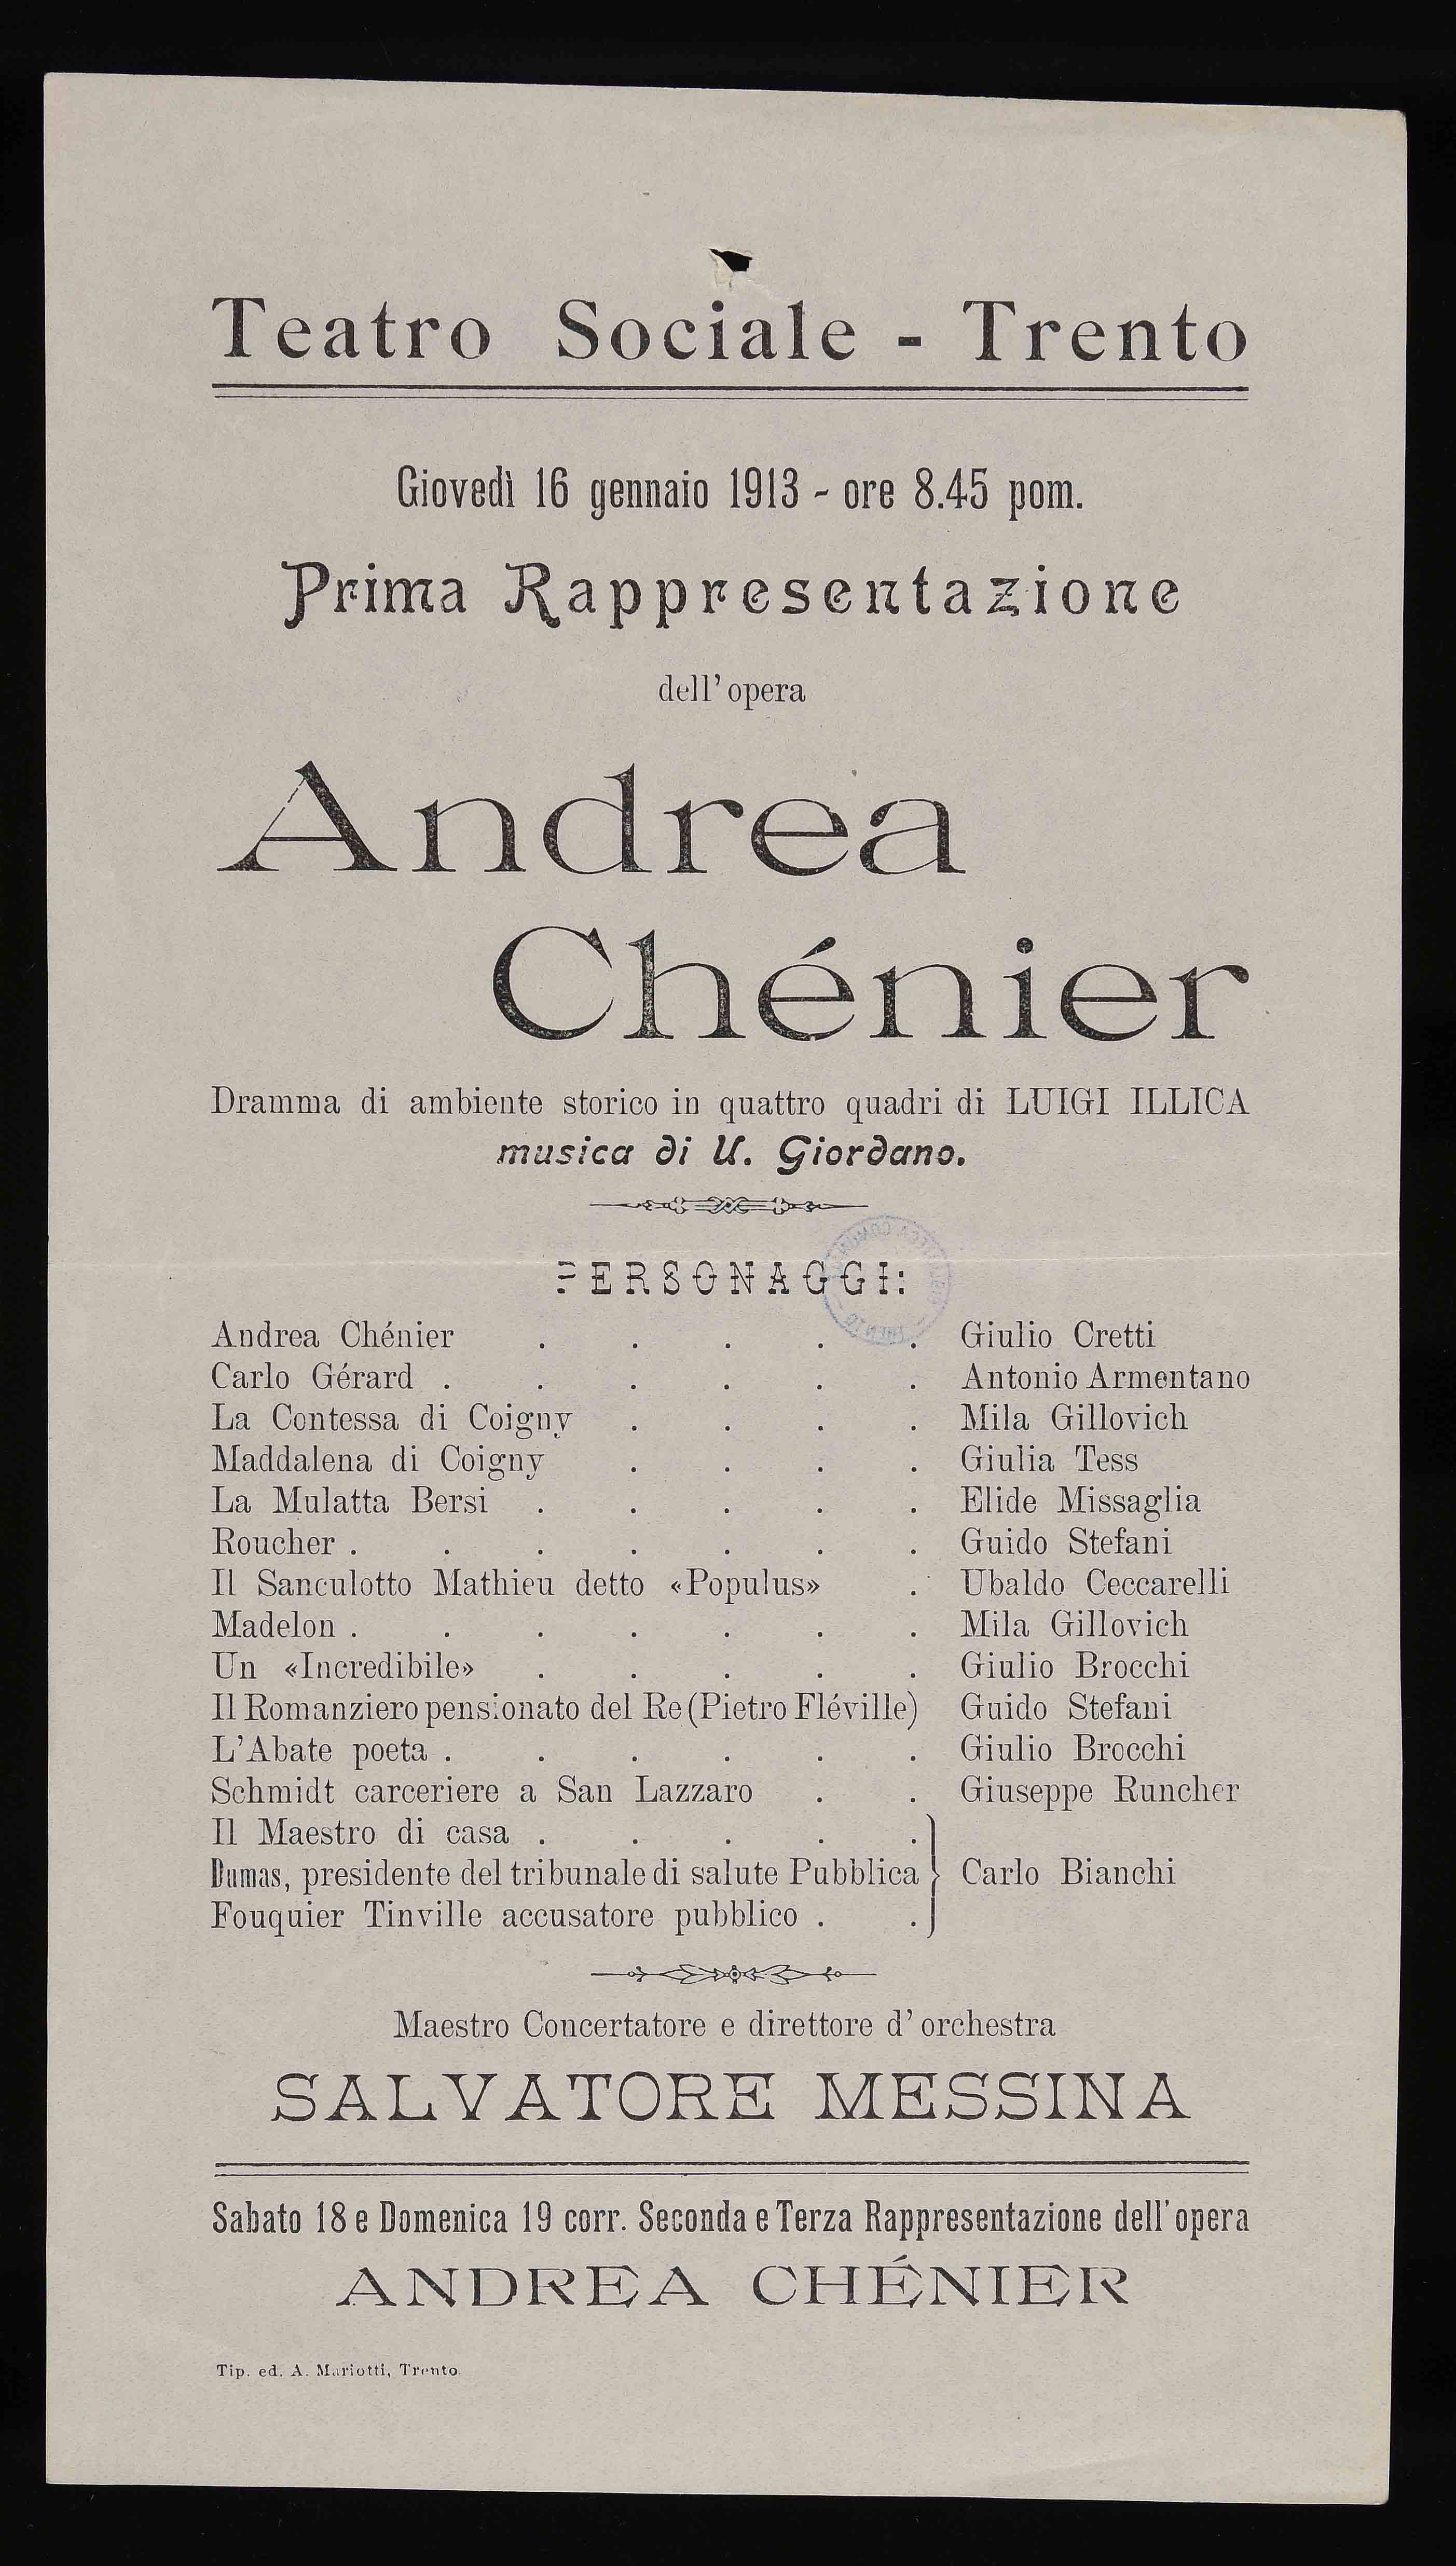 Teatro Sociale - Trento
Giovedì 16 gennaio 1913 - ore 8.45 pom.
Prima Rappresentazione
dell' opera
Andrea
Chénier
Dramma di ambiente storico in quattro quadri di LUIGI ILLICA
musica di U. Giordano.
PERSONAGGI:
Andrea Chénier . . . . . Giulio Cretti
Carlo Gérard . . . . . . Antonio Armentano
La Contessa di Coigny . . . . Mila Gillovich
Maddalena di Coigny . . . . Giulia Tess
La Mulatta Bersi . . . . . Elide Missaglia
Roucher . . . . . . . Guido Stefani
Il Sanculotto Mathieu detto «Populus» . Ubaldo Ceccarelli
Madelon . . . . . . . Mila Gillovich
Un «Incredibile» . . . . . Giulio Brocchi
Il Romanziero pensionato del Re (Pietro Fléville) Guido Stefani
L'Abate poeta . . . . . . Giulio Brocchi
Schmidt carceriere a San Lazzaro . . Giuseppe Runcher
Il Maestro di casa . . . . .
Dumas, presidente del tribunale di salute Pubblica } Carlo Bianchi
Fouquier Tinville accusatore pubblico . .
Maestro Concertatore e direttore d' orchestra
SALVATORE MESSINA
Sabato 18 e Domenica 19 corr. Seconda e Terza Rappresentazione dell' opera
ANDREA CHÉNIER
Tip. ed. A. Mariotti, Trento.